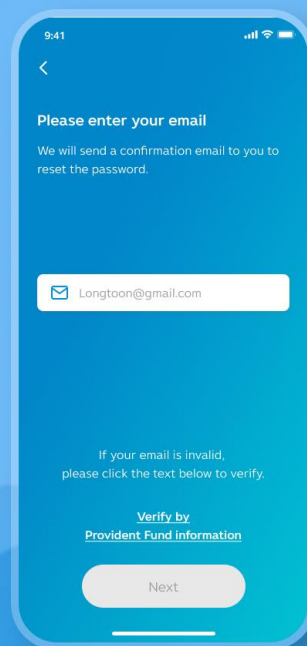 9:41
Please enter your email
We will send a confirmation email to you to
reset the password.
Longtoon@gmail.com
If your email is invalid,
please click the text below to verify.
Verify by
Provident Fund information
Next